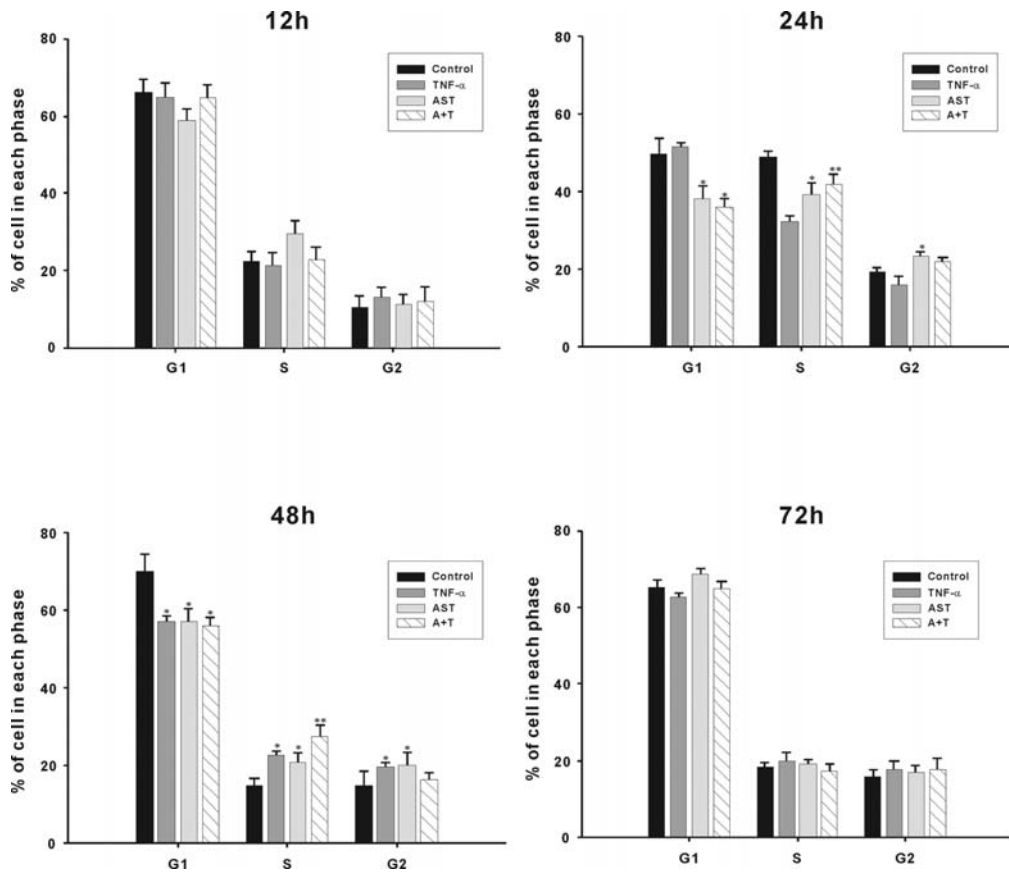 12h
% of cell in each phase
80
60
40
20
0
G1 S G2
Control
TNF-α
AST
A+T
24h
% of cell in each phase
80
60
40
20
0
* * * ** *
G1 S G2
Control
TNF-α
AST
A+T
48h
% of cell in each phase
80
60
40
20
0
* * * * * ** * *
G1 S G2
Control
TNF-α
AST
A+T
72h
% of cell in each phase
80
60
40
20
0
G1 S G2
Control
TNF-α
AST
A+T